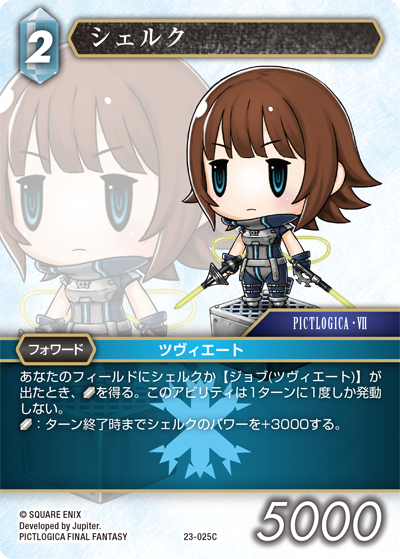 2
シェルク
PICTLOGICA・VII
フォワード
ツヴィエート
あなたのフィールドにシェルクか【ジョブ(ツヴィエート)】が
出たとき、を得る。このアビリティは1ターンに1度しか発動
しない。
：ターン終了時までシェルクのパワーを+3000する。
© SQUARE ENIX
Developed by Jupiter.
PICTLOGICA FINAL FANTASY
23-025C
5000